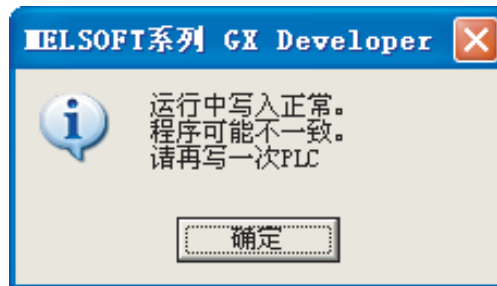 MELSOFT系列 GX Developer
运行中写入正常。
程序可能不一致。
请再写一次PLC
确定